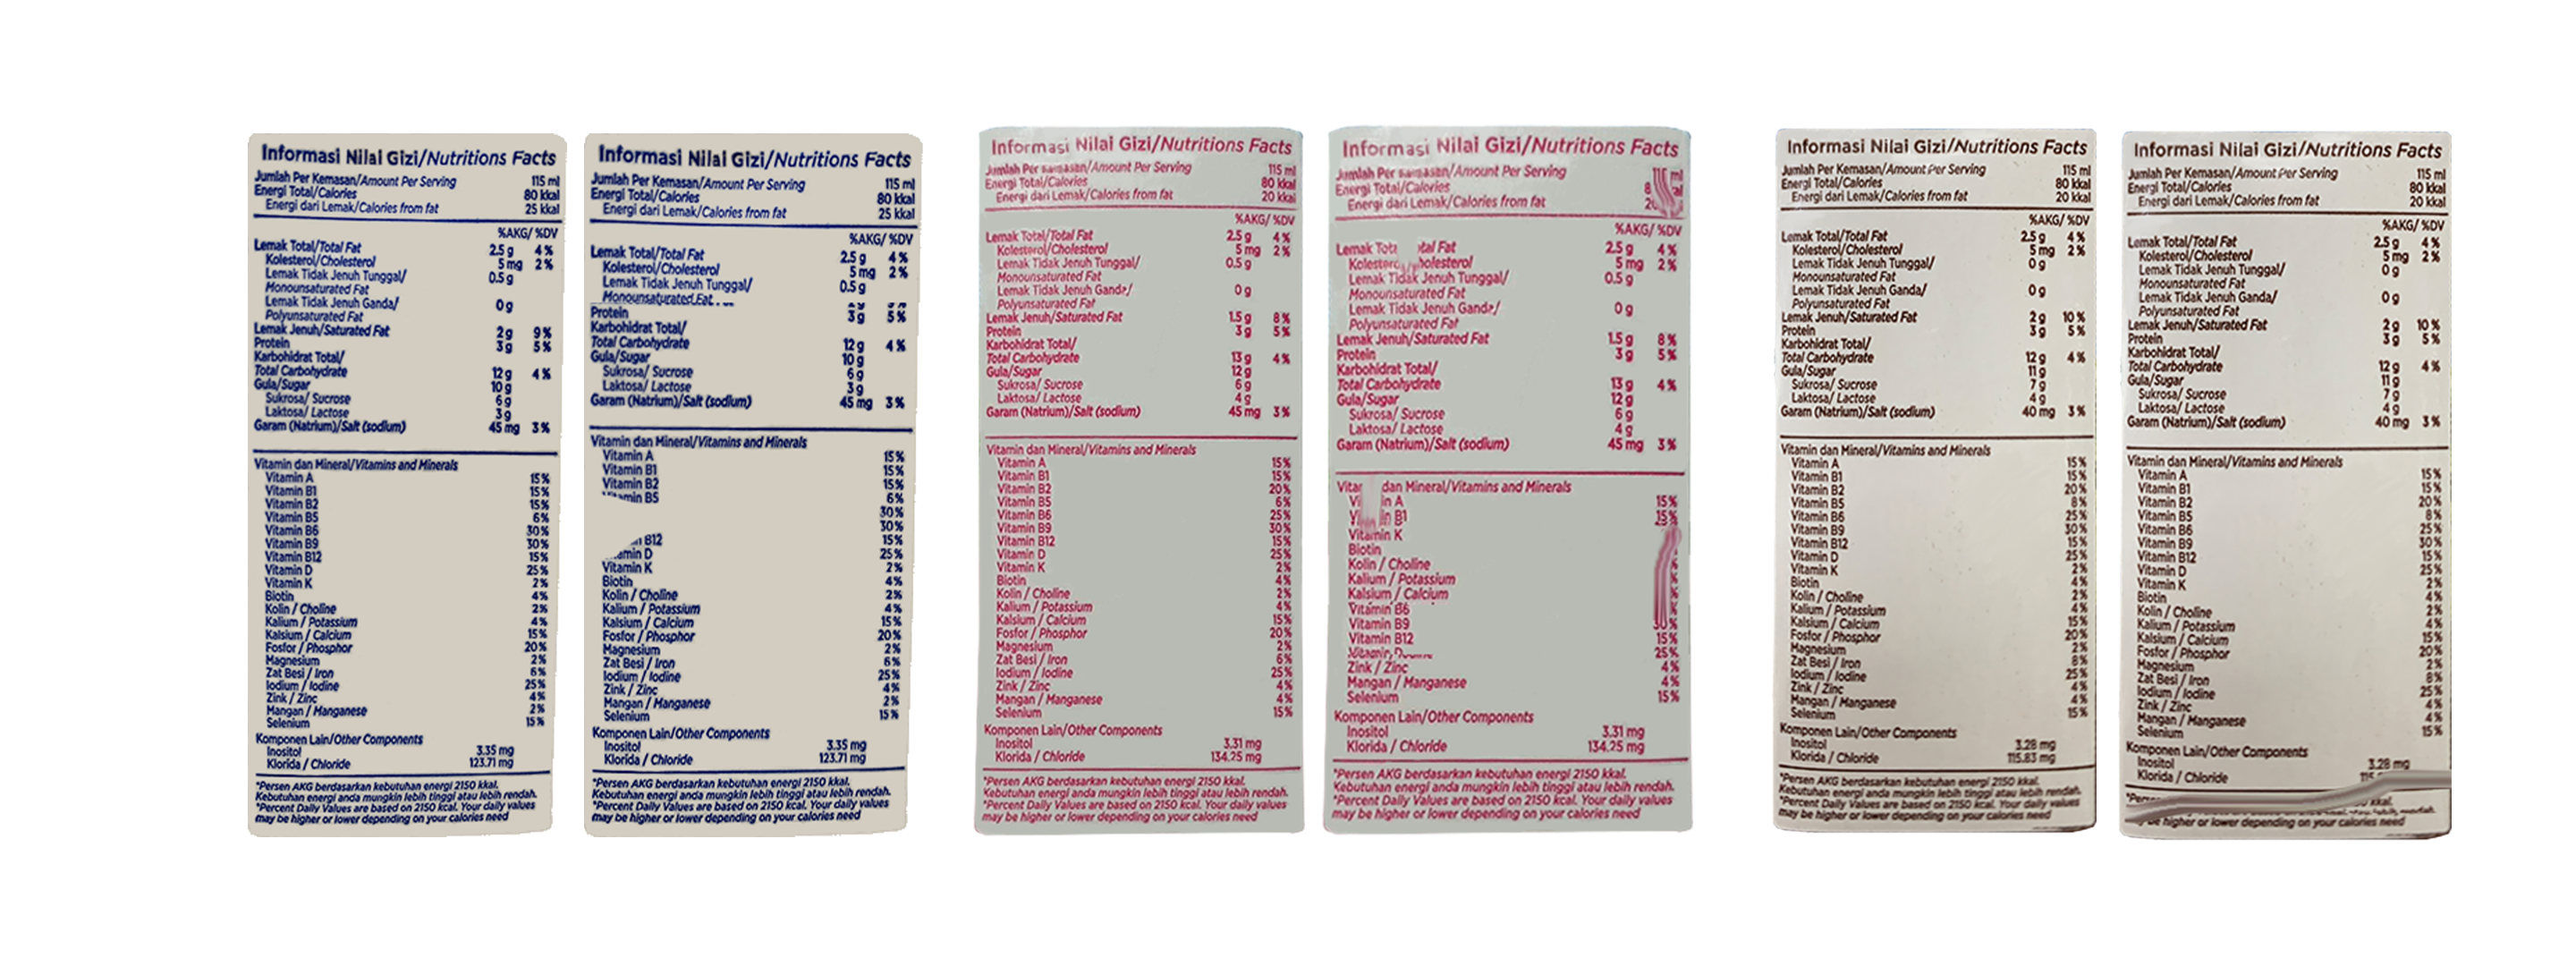 Informasi Nilai Gizi/Nutritions Facts
Jumlah Per Kemasan/Amount Per Serving 115 ml
Energi Total/Calories 80 kkal
Energi dari Lemak/Calories from fat 25 kkal
%AKG/ %DV
Lemak Total/Total Fat 2.5 g 4%
Kolesterol/Cholesterol 5 mg 2%
Lemak Tidak Jenuh Tunggal/ 0.5 g
Monounsaturated Fat
Lemak Tidak Jenuh Ganda/ 0 g
Polyunsaturated Fat
Lemak Jenuh/Saturated Fat 2 g 9%
Protein 3 g 5%
Karbohidrat Total/
Total Carbohydrate 12 g 4%
Gula/Sugar 10 g
Sukrosa/ Sucrose 6 g
Laktosa/ Lactose 3 g
Garam (Natrium)/Salt (sodium) 45 mg 3%
Vitamin dan Mineral/Vitamins and Minerals
Vitamin A 15%
Vitamin B1 15%
Vitamin B2 15%
Vitamin B5 6%
Vitamin B6 30%
Vitamin B9 30%
Vitamin B12 15%
Vitamin D 25%
Vitamin K 2%
Biotin 4%
Kolin / Choline 2%
Kalium / Potassium 4%
Kalsium / Calcium 15%
Fosfor / Phosphor 20%
Magnesium 2%
Zat Besi / Iron 6%
Iodium / Iodine 25%
Zink / Zinc 4%
Mangan / Manganese 2%
Selenium 15%
Komponen Lain/Other Components
Inositol 3.35 mg
Klorida / Chloride 123.71 mg
*Persen AKG berdasarkan kebutuhan energi 2150 kkal.
Kebutuhan energi anda mungkin lebih tinggi atau lebih rendah.
*Percent Daily Values are based on 2150 kcal. Your daily values
may be higher or lower depending on your calories need
Informasi Nilai Gizi/Nutritions Facts
Jumlah Per Kemasan/Amount Per Serving 115 ml
Energi Total/Calories 80 kkal
Energi dari Lemak/Calories from fat 25 kkal
%AKG/ %DV
Lemak Total/Total Fat 2.5 g 4%
Kolesterol/Cholesterol 5 mg 2%
Lemak Tidak Jenuh Tunggal/ 0.5 g
Monounsaturated Fat
Protein 3 g 5%
Karbohidrat Total/
Total Carbohydrate 12 g 4%
Gula/Sugar 10 g
Sukrosa/ Sucrose 6 g
Laktosa/ Lactose 3 g
Garam (Natrium)/Salt (sodium) 45 mg 3%
Vitamin dan Mineral/Vitamins and Minerals
Vitamin A 15%
Vitamin B1 15%
Vitamin B2 15%
B5 6%
30%
30%
B12 15%
D 25%
Vitamin K 2%
Biotin 4%
Kolin / Choline 2%
Kalium / Potassium 4%
Kalsium / Calcium 15%
Fosfor / Phosphor 20%
Magnesium 2%
Zat Besi / Iron 6%
Iodium / Iodine 25%
Zink / Zinc 4%
Mangan / Manganese 2%
Selenium 15%
Komponen Lain/Other Components
Inositol 3.35 mg
Klorida / Chloride 123.71 mg
*Persen AKG berdasarkan kebutuhan energi 2150 kkal.
Kebutuhan energi anda mungkin lebih tinggi atau lebih rendah.
*Percent Daily Values are based on 2150 kcal. Your daily values
may be higher or lower depending on your calories need
Informasi Nilai Gizi/Nutritions Facts
Jumlah Per Kemasan/Amount Per Serving 115 ml
Energi Total/Calories 80 kkal
Energi dari Lemak/Calories from fat 20 kkal
%AKG/ %DV
Lemak Total/Total Fat 2.5 g 4%
Kolesterol/Cholesterol 5 mg 2%
Lemak Tidak Jenuh Tunggal/ 0.5 g
Monounsaturated Fat
Lemak Tidak Jenuh Ganda/ 0 g
Polyunsaturated Fat
Lemak Jenuh/Saturated Fat 1.5 g 8%
Protein 3 g 5%
Karbohidrat Total/
Total Carbohydrate 13 g 4%
Gula/Sugar 12 g
Sukrosa/ Sucrose 6 g
Laktosa/ Lactose 4 g
Garam (Natrium)/Salt (sodium) 45 mg 3%
Vitamin dan Mineral/Vitamins and Minerals
Vitamin A 15%
Vitamin B1 15%
Vitamin B2 20%
Vitamin B5 6%
Vitamin B6 25%
Vitamin B9 30%
Vitamin B12 15%
Vitamin D 25%
Vitamin K 2%
Biotin 4%
Kolin / Choline 2%
Kalium / Potassium 4%
Kalsium / Calcium 15%
Fosfor / Phosphor 20%
Magnesium 2%
Zat Besi / Iron 6%
Iodium / Iodine 25%
Zink / Zinc 4%
Mangan / Manganese 4%
Selenium 15%
Komponen Lain/Other Components
Inositol 3.31 mg
Klorida / Chloride 134.25 mg
*Persen AKG berdasarkan kebutuhan energi 2150 kkal.
Kebutuhan energi anda mungkin lebih tinggi atau lebih rendah.
*Percent Daily Values are based on 2150 kcal. Your daily values
may be higher or lower depending on your calories need
Informasi Nilai Gizi/Nutritions Facts
Jumlah Per Kemasan/Amount Per Serving ml
Energi Total/Calories
Energi dari Lemak/Calories from fat
%AKG/ %DV
Lemak Fat 2.5 g 4%
5 mg 2%
Lemak Tidak Jenuh Tunggal/ 0.5 g
Monounsaturated Fat
Lemak Tidak Jenuh Ganda/ 0 g
Polyunsaturated Fat
Lemak Jenuh/Saturated Fat 1.5 g 8%
Protein 3 g 5%
Karbohidrat Total/
Total Carbohydrate 13 g 4%
Gula/Sugar 12 g
Sukrosa/ Sucrose 6 g
Laktosa/ Lactose 4 g
Garam (Natrium)/Salt (sodium) 45 mg 3%
dan Mineral/Vitamins and Minerals
A 15%
B1
Vitamin K
Biotin
Kolin / Choline
Kalium / Potassium
Kalsium / Calcium
Vitamin B6
Vitamin B9
Vitamin B12 15%
Vitamin 25%
Zink / Zinc 4%
Mangan / Manganese 4%
Selenium 15%
Komponen Lain/Other Components
Inositol 3.31 mg
Klorida / Chloride 134.25 mg
*Persen AKG berdasarkan kebutuhan energi 2150 kkal.
Kebutuhan energi anda mungkin lebih tinggi atau lebih rendah.
*Percent Daily Values are based on 2150 kcal. Your daily values
may be higher or lower depending on your calories need
Informasi Nilai Gizi/Nutritions Facts
Jumlah Per Kemasan/Amount Per Serving 115 ml
Energi Total/Calories 80 kkal
Energi dari Lemak/Calories from fat 20 kkal
%AKG/ %DV
Lemak Total/Total Fat 2.5 g 4%
Kolesterol/Cholesterol 5 mg 2%
Lemak Tidak Jenuh Tunggal/ 0 g
Monounsaturated Fat
Lemak Tidak Jenuh Ganda/ 0 g
Polyunsaturated Fat
Lemak Jenuh/Saturated Fat 2 g 10%
Protein 3 g 5%
Karbohidrat Total/
Total Carbohydrate 12 g 4%
Gula/Sugar 11 g
Sukrosa/ Sucrose 7 g
Laktosa/ Lactose 4 g
Garam (Natrium)/Salt (sodium) 40 mg 3%
Vitamin dan Mineral/Vitamins and Minerals
Vitamin A 15%
Vitamin B1 15%
Vitamin B2 20%
Vitamin B5 8%
Vitamin B6 25%
Vitamin B9 30%
Vitamin B12 15%
Vitamin D 25%
Vitamin K 2%
Biotin 4%
Kolin / Choline 2%
Kalium / Potassium 4%
Kalsium / Calcium 15%
Fosfor / Phosphor 20%
Magnesium 2%
Zat Besi / Iron 8%
Iodium / Iodine 25%
Zink / Zinc 4%
Mangan / Manganese 4%
Selenium 15%
Komponen Lain/Other Components
Inositol 3.28 mg
Klorida / Chloride 115.83 mg
*Persen AKG berdasarkan kebutuhan energi 2150 kkal.
Kebutuhan energi anda mungkin lebih tinggi atau lebih rendah.
*Percent Daily Values are based on 2150 kcal. Your daily values
may be higher or lower depending on your calories need
Informasi Nilai Gizi/Nutritions Facts
Jumlah Per Kemasan/Amount Per Serving 115 ml
Energi Total/Calories 80 kkal
Energi dari Lemak/Calories from fat 20 kkal
%AKG/ %DV
Lemak Total/Total Fat 2.5 g 4%
Kolesterol/Cholesterol 5 mg 2%
Lemak Tidak Jenuh Tunggal/ 0 g
Monounsaturated Fat
Lemak Tidak Jenuh Ganda/ 0 g
Polyunsaturated Fat
Lemak Jenuh/Saturated Fat 2 g 10%
Protein 3 g 5%
Karbohidrat Total/
Total Carbohydrate 12 g 4%
Gula/Sugar 11 g
Sukrosa/ Sucrose 7 g
Laktosa/ Lactose 4 g
Garam (Natrium)/Salt (sodium) 40 mg 3%
Vitamin dan Mineral/Vitamins and Minerals
Vitamin A 15%
Vitamin B1 15%
Vitamin B2 20%
Vitamin B5 8%
Vitamin B6 25%
Vitamin B9 30%
Vitamin B12 15%
Vitamin D 25%
Vitamin K 2%
Biotin 4%
Kolin / Choline 2%
Kalium / Potassium 4%
Kalsium / Calcium 15%
Fosfor / Phosphor 20%
Magnesium 2%
Zat Besi / Iron 8%
Iodium / Iodine 25%
Zink / Zinc 4%
Mangan / Manganese 4%
Selenium 15%
Komponen Lain/Other Components
Inositol 3.28 mg
Klorida / Chloride
kkal.
be higher or lower depending on your calories need